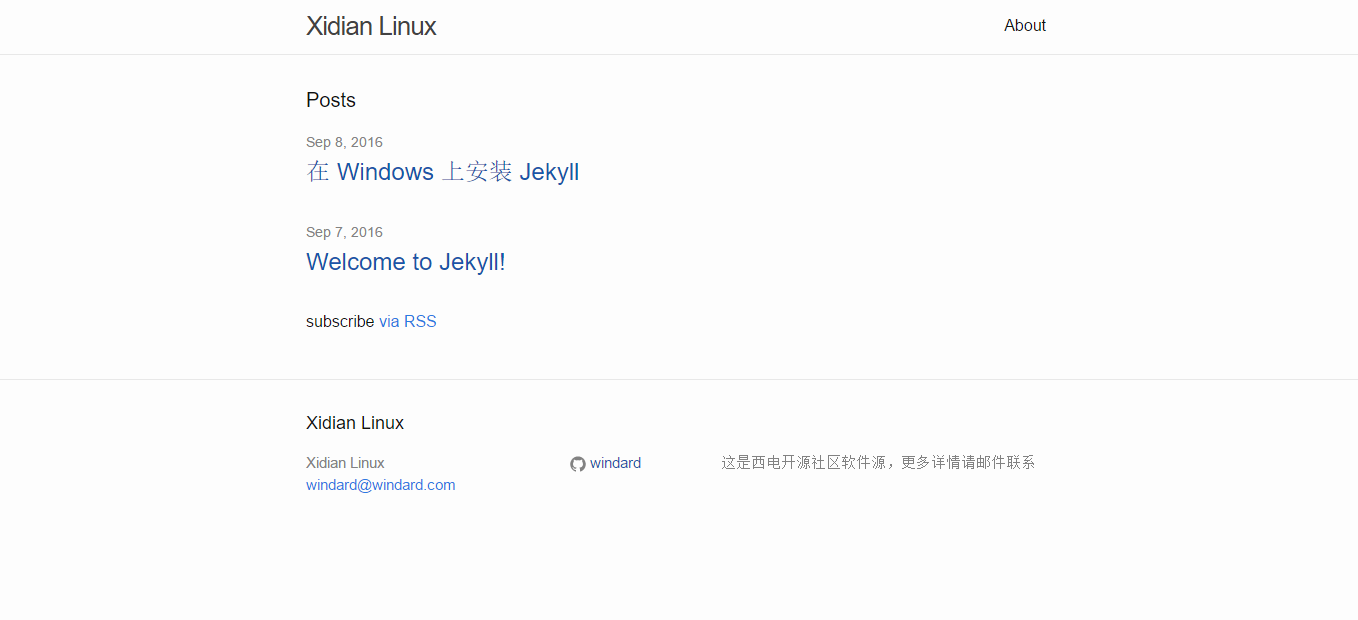 Xidian Linux
About
Posts
Sep 8, 2016
在 Windows 上安装 Jekyll
Sep 7, 2016
Welcome to Jekyll!
subscribe via RSS
Xidian Linux
Xidian Linux
windard@windard.com
windard
这是西电开源社区软件源，更多详情请邮件联系